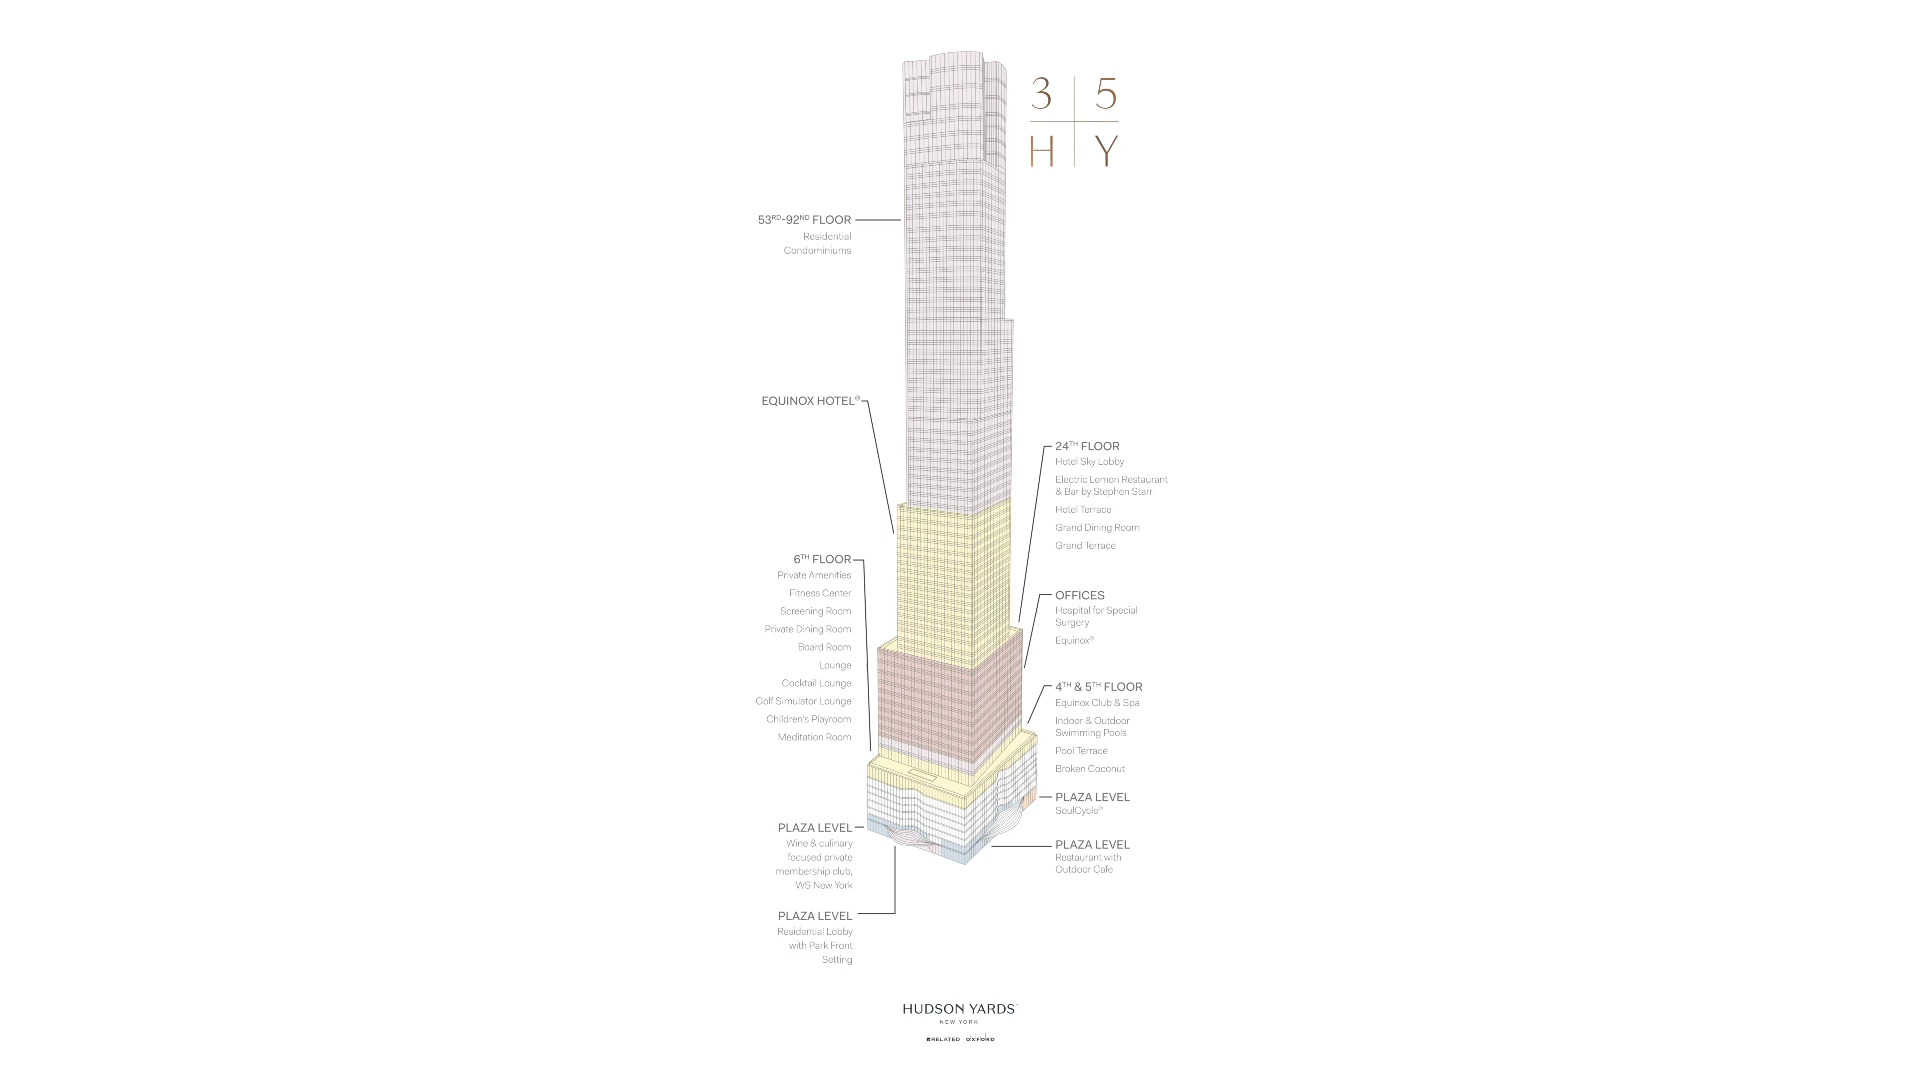 3 5
H Y
53RD-92ND FLOOR
Residential
Condominiums
EQUINOX HOTEL®
6TH FLOOR
Private Amenities
Fitness Center
Screening Room
Private Dining Room
Board Room
Lounge
Cocktail Lounge
Golf Simulator Lounge
Children's Playroom
Meditation Room
PLAZA LEVEL
Wine & culinary
focused private
membership club,
WS New York
PLAZA LEVEL
Residential Lobby
with Park Front
Setting
24TH FLOOR
Hotel Sky Lobby
Electric Lemon Restaurant
& Bar by Stephen Starr
Hotel Terrace
Grand Dining Room
Grand Terrace
OFFICES
Hospital for Special
Surgery
Equinox®
4TH & 5TH FLOOR
Equinox Club & Spa
Indoor & Outdoor
Swimming Pools
Pool Terrace
Broken Coconut
PLAZA LEVEL
SoulCycle®
PLAZA LEVEL
Restaurant with
Outdoor Cafe
HUDSON YARDS
NEW YORK
RELATED OXFORD